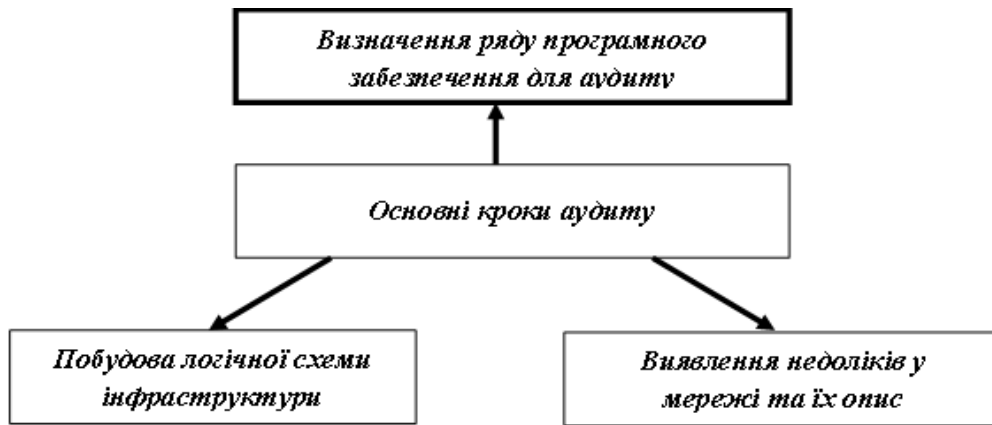 Визначення ряду програмного
забезпечення для аудиту
Основні кроки аудиту
Побудова логічної схеми
інфраструктури
Виявлення недоліків у
мережі та їх опис